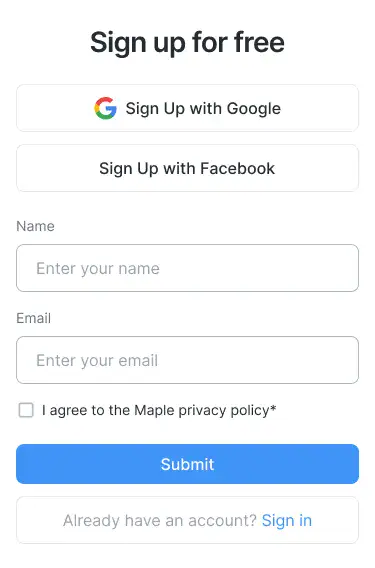 Sign up for free
Sign Up with Google
Sign Up with Facebook
Name
Enter your name
Email
Enter your email
I agree to the Maple privacy policy*
Submit
Already have an account? Sign in